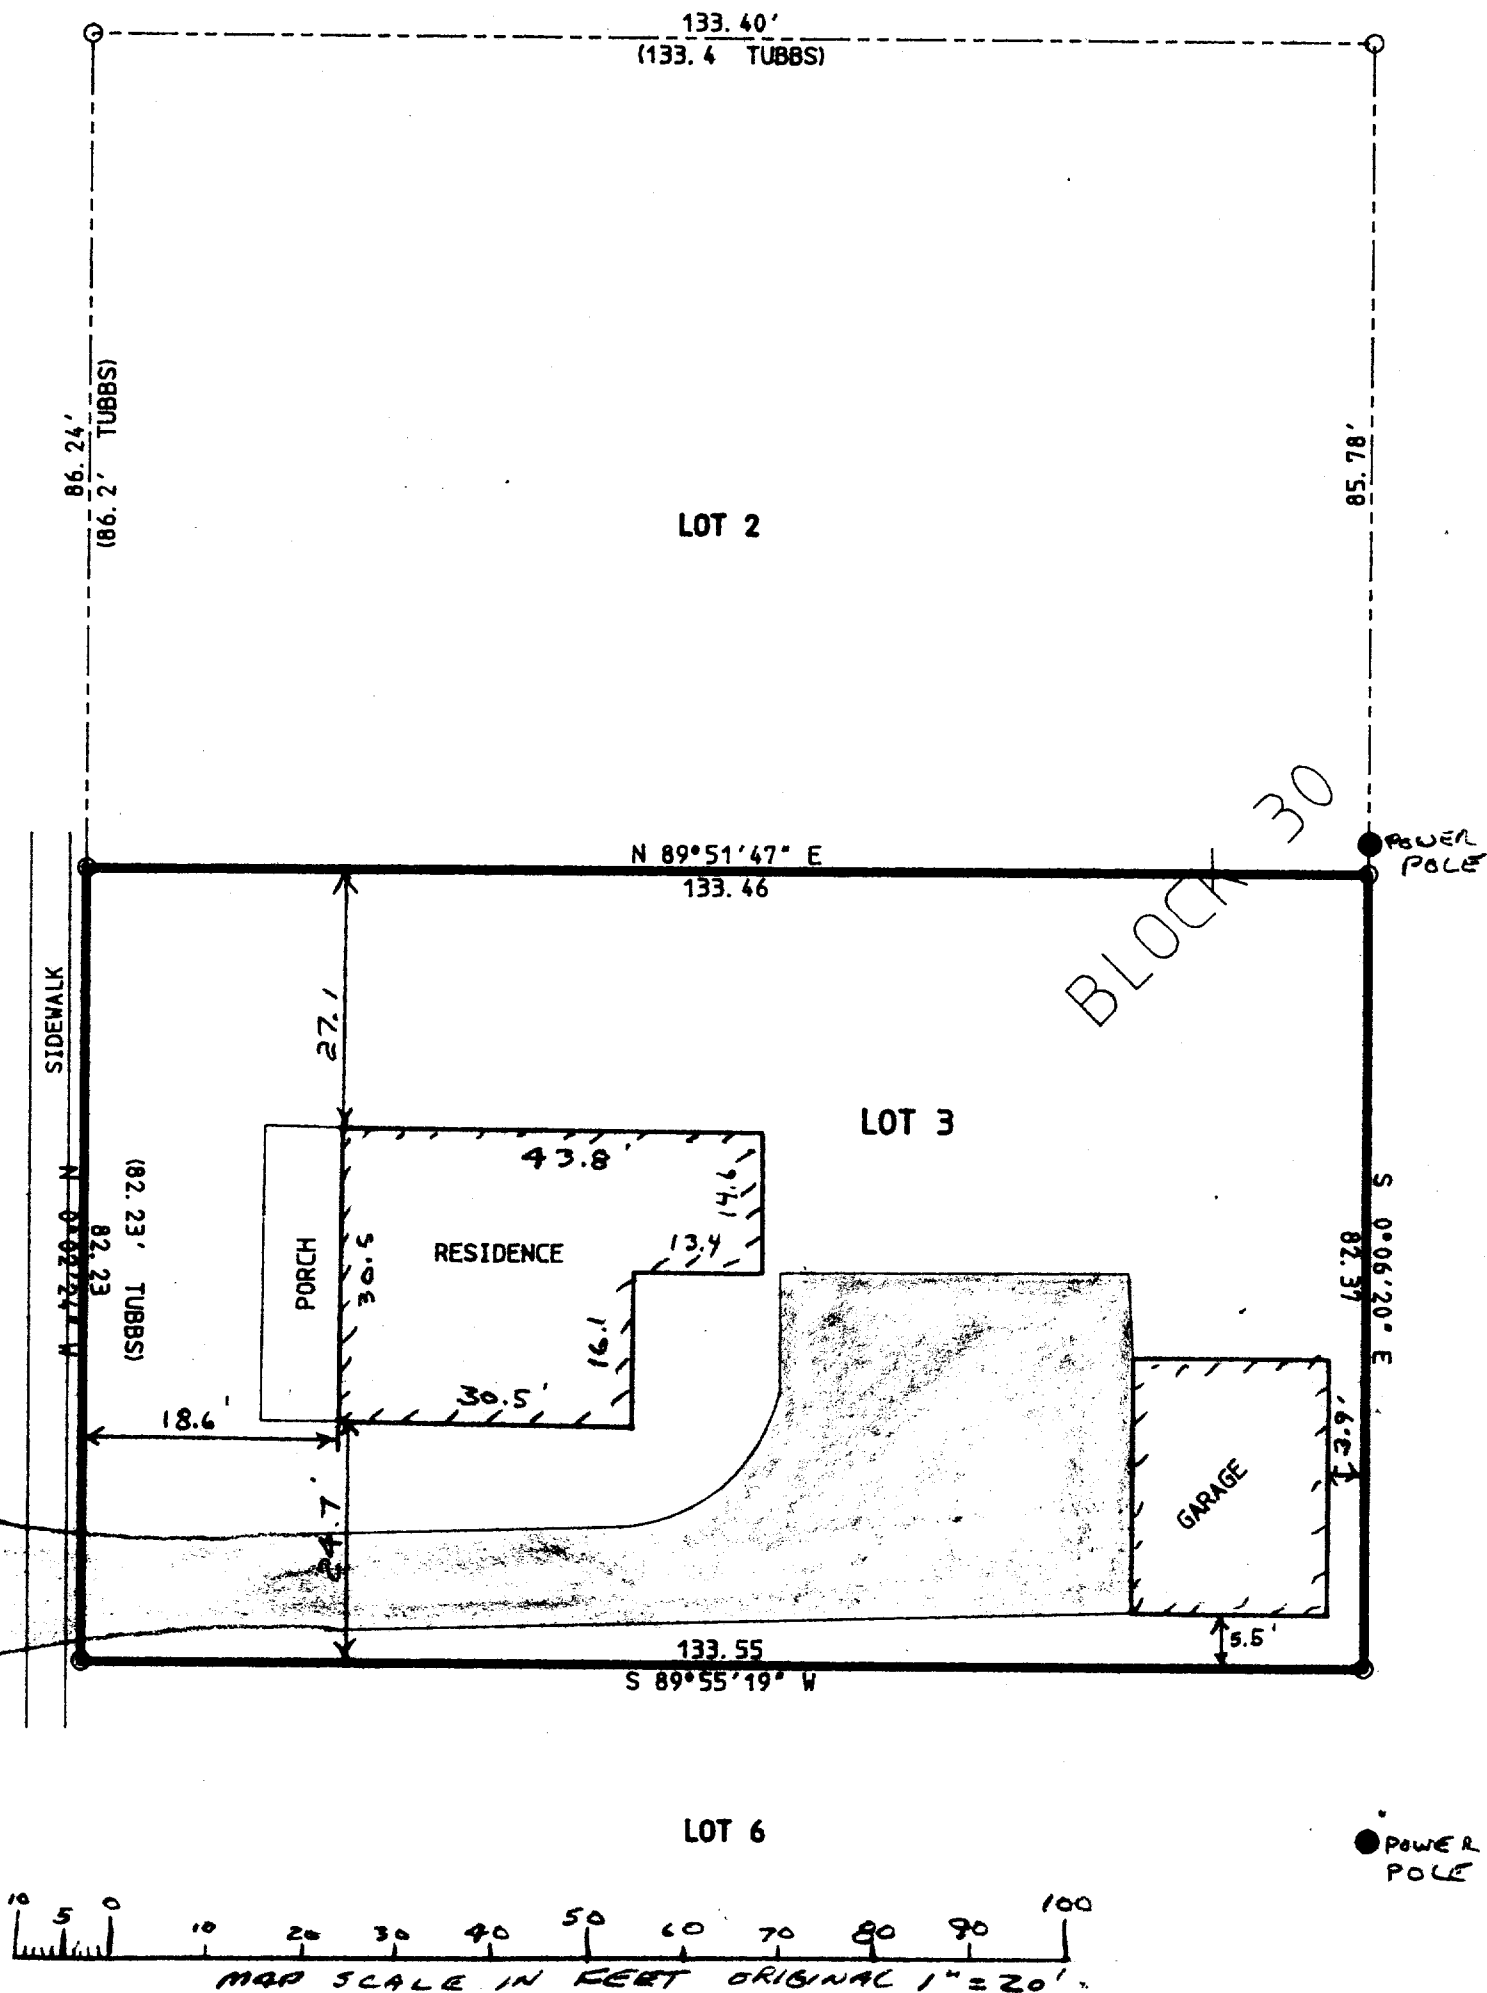 133.40'
(133.4 TUBBS)
86.24'
(86.2' TUBBS)
85.78'
LOT 2
BLOCK 30
POWER
POLE
N 89°51'47" E
133.46
SIDEWALK
27.1
LOT 3
43.8'
14.6
13.4
RESIDENCE
PORCH
30.5
16.1
30.5'
18.6'
(82.23' TUBBS)
82.23
N 0°02'24" W
S 0°06'20" E
82.37
3.9'
GARAGE
24.7'
5.5'
133.55
S 89°55'19" W
LOT 6
POWER
POLE
10 5 0 10 20 30 40 50 60 70 80 90 100
MAP SCALE IN FEET ORIGINAL 1"=20'